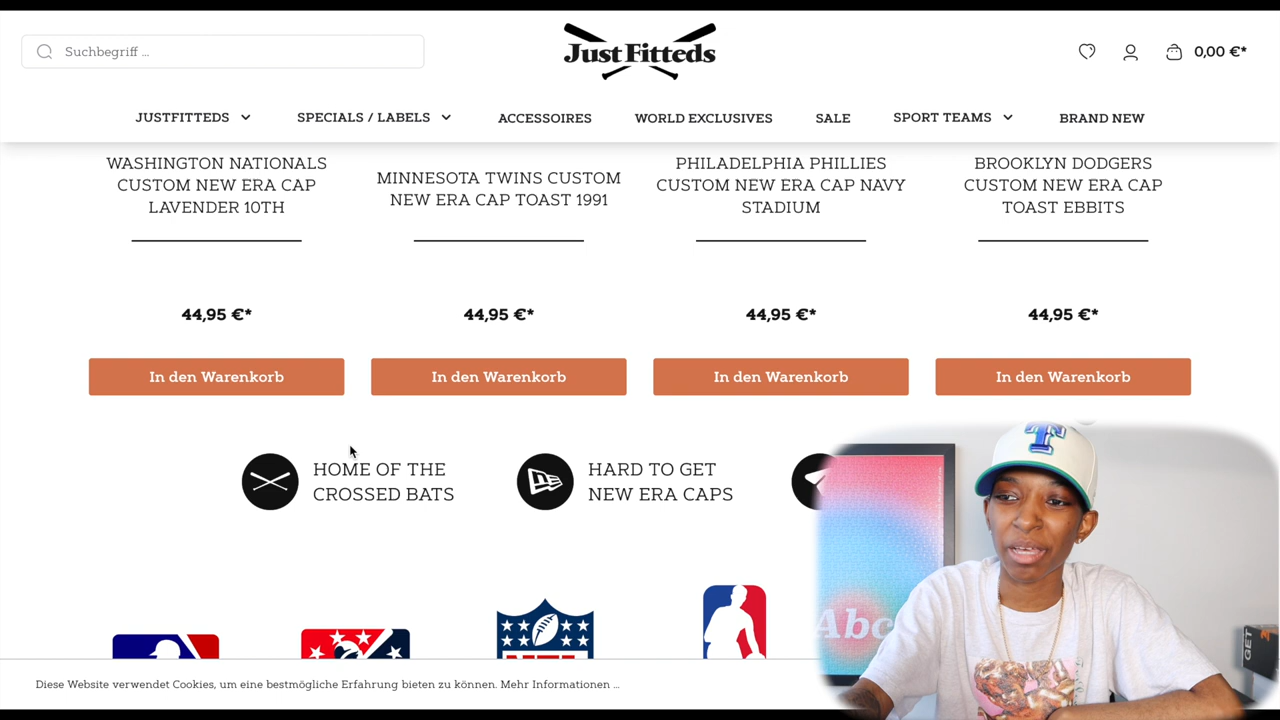 Suchbegriff ...
Just Fitteds
0,00 €*
JUSTFITTEDS
SPECIALS / LABELS
ACCESSOIRES
WORLD EXCLUSIVES
SALE
SPORT TEAMS
BRAND NEW
WASHINGTON NATIONALS
CUSTOM NEW ERA CAP
LAVENDER 10TH
MINNESOTA TWINS CUSTOM
NEW ERA CAP TOAST 1991
PHILADELPHIA PHILLIES
CUSTOM NEW ERA CAP NAVY
STADIUM
BROOKLYN DODGERS
CUSTOM NEW ERA CAP
TOAST EBBITS
44,95 €*
44,95 €*
44,95 €*
44,95 €*
In den Warenkorb
In den Warenkorb
In den Warenkorb
In den Warenkorb
HOME OF THE
CROSSED BATS
HARD TO GET
NEW ERA CAPS
T
Abc
GET
NFL
Diese Website verwendet Cookies, um eine bestmögliche Erfahrung bieten zu können. Mehr Informationen ...